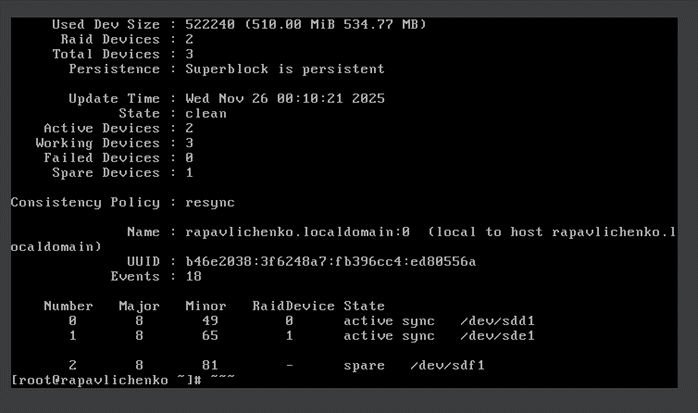 Used Dev Size : 522240 (510.00 MiB 534.77 MB)
Raid Devices : 2
Total Devices : 3
Persistence : Superblock is persistent
Update Time : Wed Nov 26 00:10:21 2025
State : clean
Active Devices : 2
Working Devices : 3
Failed Devices : 0
Spare Devices : 1
Consistency Policy : resync
Name : rapavlichenko.localdomain:0  (local to host rapavlichenko.l
ocaldomain)
UUID : b46e2038:3f6248a7:fb396cc4:ed80556a
Events : 18
Number   Major   Minor   RaidDevice State
0       8       49        0      active sync   /dev/sdd1
1       8       65        1      active sync   /dev/sde1
2       8       81        -      spare   /dev/sdf1
[root@rapavlichenko ~]# ~~~